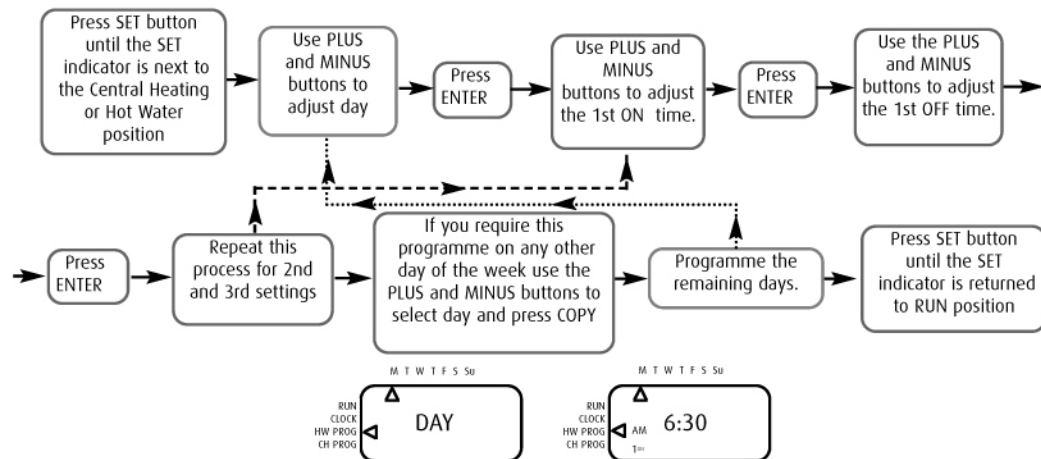 Press SET button
until the SET
indicator is next to
the Central Heating
or Hot Water
position
Use PLUS
and MINUS
buttons to
adjust day
Press
ENTER
Use PLUS and
MINUS
buttons to adjust
the 1st ON time.
Press
ENTER
Use the PLUS
and MINUS
buttons to adjust
the 1st OFF time.
Press
ENTER
Repeat this
process for 2nd
and 3rd settings
If you require this
programme on any other
day of the week use the
PLUS and MINUS buttons to
select day and press COPY
Programme the
remaining days.
Press SET button
until the SET
indicator is returned
to RUN position
M T W T F S Su
RUN
CLOCK
HW PROG
CH PROG
DAY
M T W T F S Su
RUN
CLOCK
HW PROG
CH PROG
AM
6:30
1ON